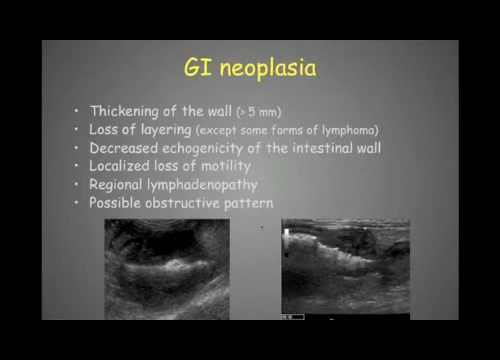 GI neoplasia
• Thickening of the wall (> 5 mm)
• Loss of layering (except some forms of lymphoma)
• Decreased echogenicity of the intestinal wall
• Localized loss of motility
• Regional lymphadenopathy
• Possible obstructive pattern